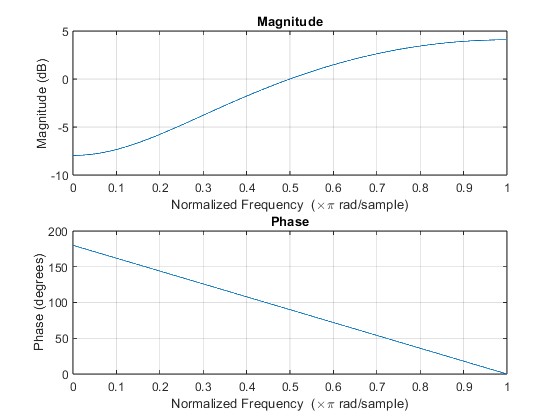 Magnitude
5
0
-5
-10
Magnitude (dB)
0 0.1 0.2 0.3 0.4 0.5 0.6 0.7 0.8 0.9 1
Normalized Frequency (×π rad/sample)
Phase
200
150
100
50
0
Phase (degrees)
0 0.1 0.2 0.3 0.4 0.5 0.6 0.7 0.8 0.9 1
Normalized Frequency (×π rad/sample)